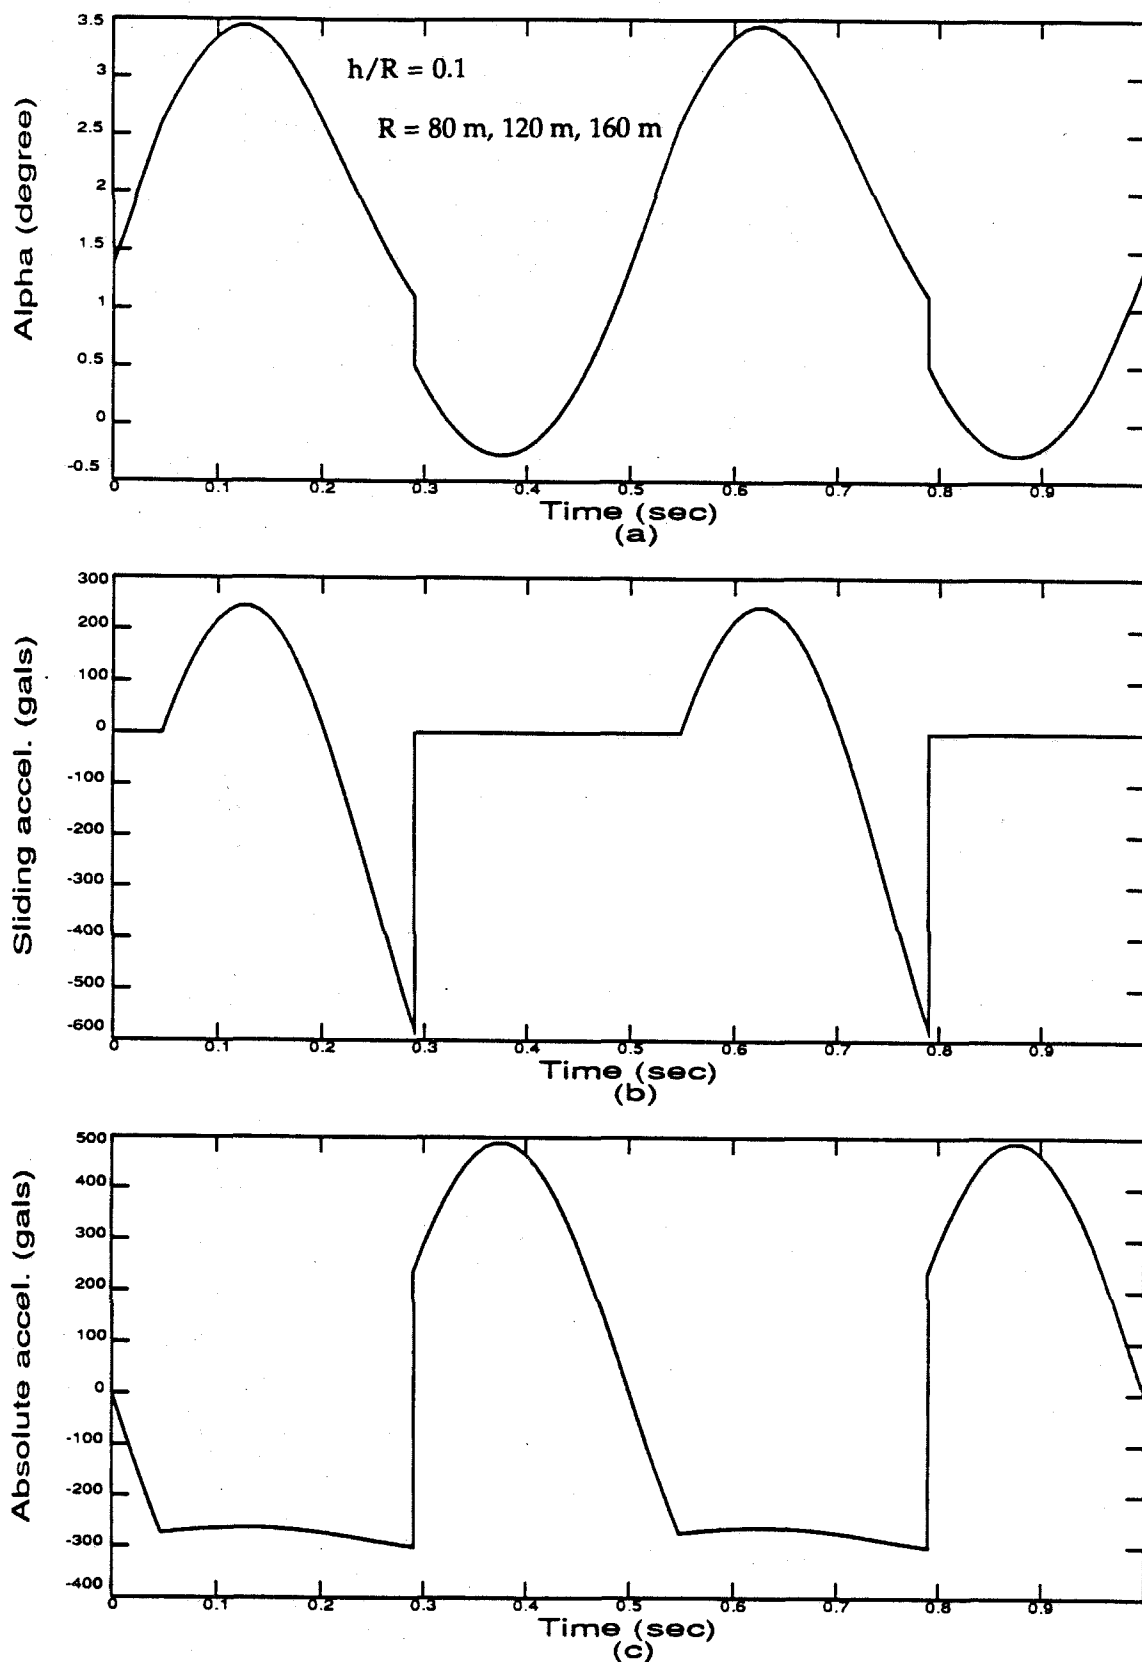 3.5
3
2.5
2
1.5
1
0.5
0
-0.5
Alpha (degree)
h/R = 0.1
R = 80 m, 120 m, 160 m
0 0.1 0.2 0.3 0.4 0.5 0.6 0.7 0.8 0.9
Time (sec)
(a)
300
200
100
0
-100
-200
-300
-400
-500
-600
Sliding accel. (gals)
0 0.1 0.2 0.3 0.4 0.5 0.6 0.7 0.8 0.9
Time (sec)
(b)
500
400
300
200
100
0
-100
-200
-300
-400
Absolute accel. (gals)
0 0.1 0.2 0.3 0.4 0.5 0.6 0.7 0.8 0.9
Time (sec)
(c)